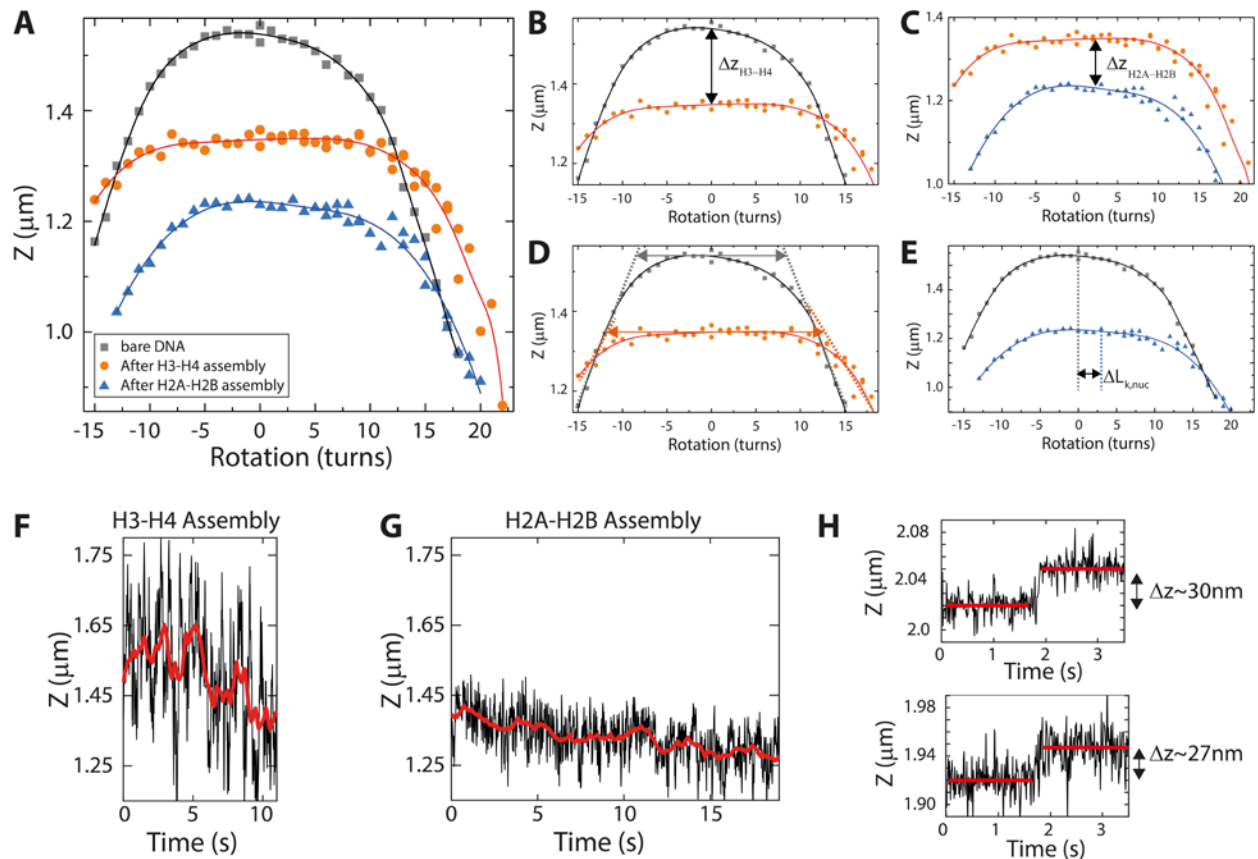 A
Z (μm)
1.4
1.2
1.0
bare DNA
After H3-H4 assembly
After H2A-H2B assembly
-15 -10 -5 0 5 10 15 20
Rotation (turns)
B
Z (μm)
1.4
1.2
ΔzH3-H4
-15 -10 -5 0 5 10 15
Rotation (turns)
C
Z (μm)
1.4
1.2
1.0
ΔzH2A-H2B
-15 -10 -5 0 5 10 15 20
Rotation (turns)
D
Z (μm)
1.4
1.2
-15 -10 -5 0 5 10 15
Rotation (turns)
E
Z (μm)
1.4
1.2
1.0
ΔLk,nuc
-15 -10 -5 0 5 10 15 20
Rotation (turns)
F
H3-H4 Assembly
Z (μm)
1.75
1.65
1.45
1.25
0 5 10
Time (s)
G
H2A-H2B Assembly
Z (μm)
1.75
1.65
1.45
1.25
0 5 10 15
Time (s)
H
Z (μm)
2.08
2.04
2.0
Δz~30nm
0 1 2 3
Time (s)
Z (μm)
1.98
1.94
1.90
Δz~27nm
0 1 2 3
Time (s)